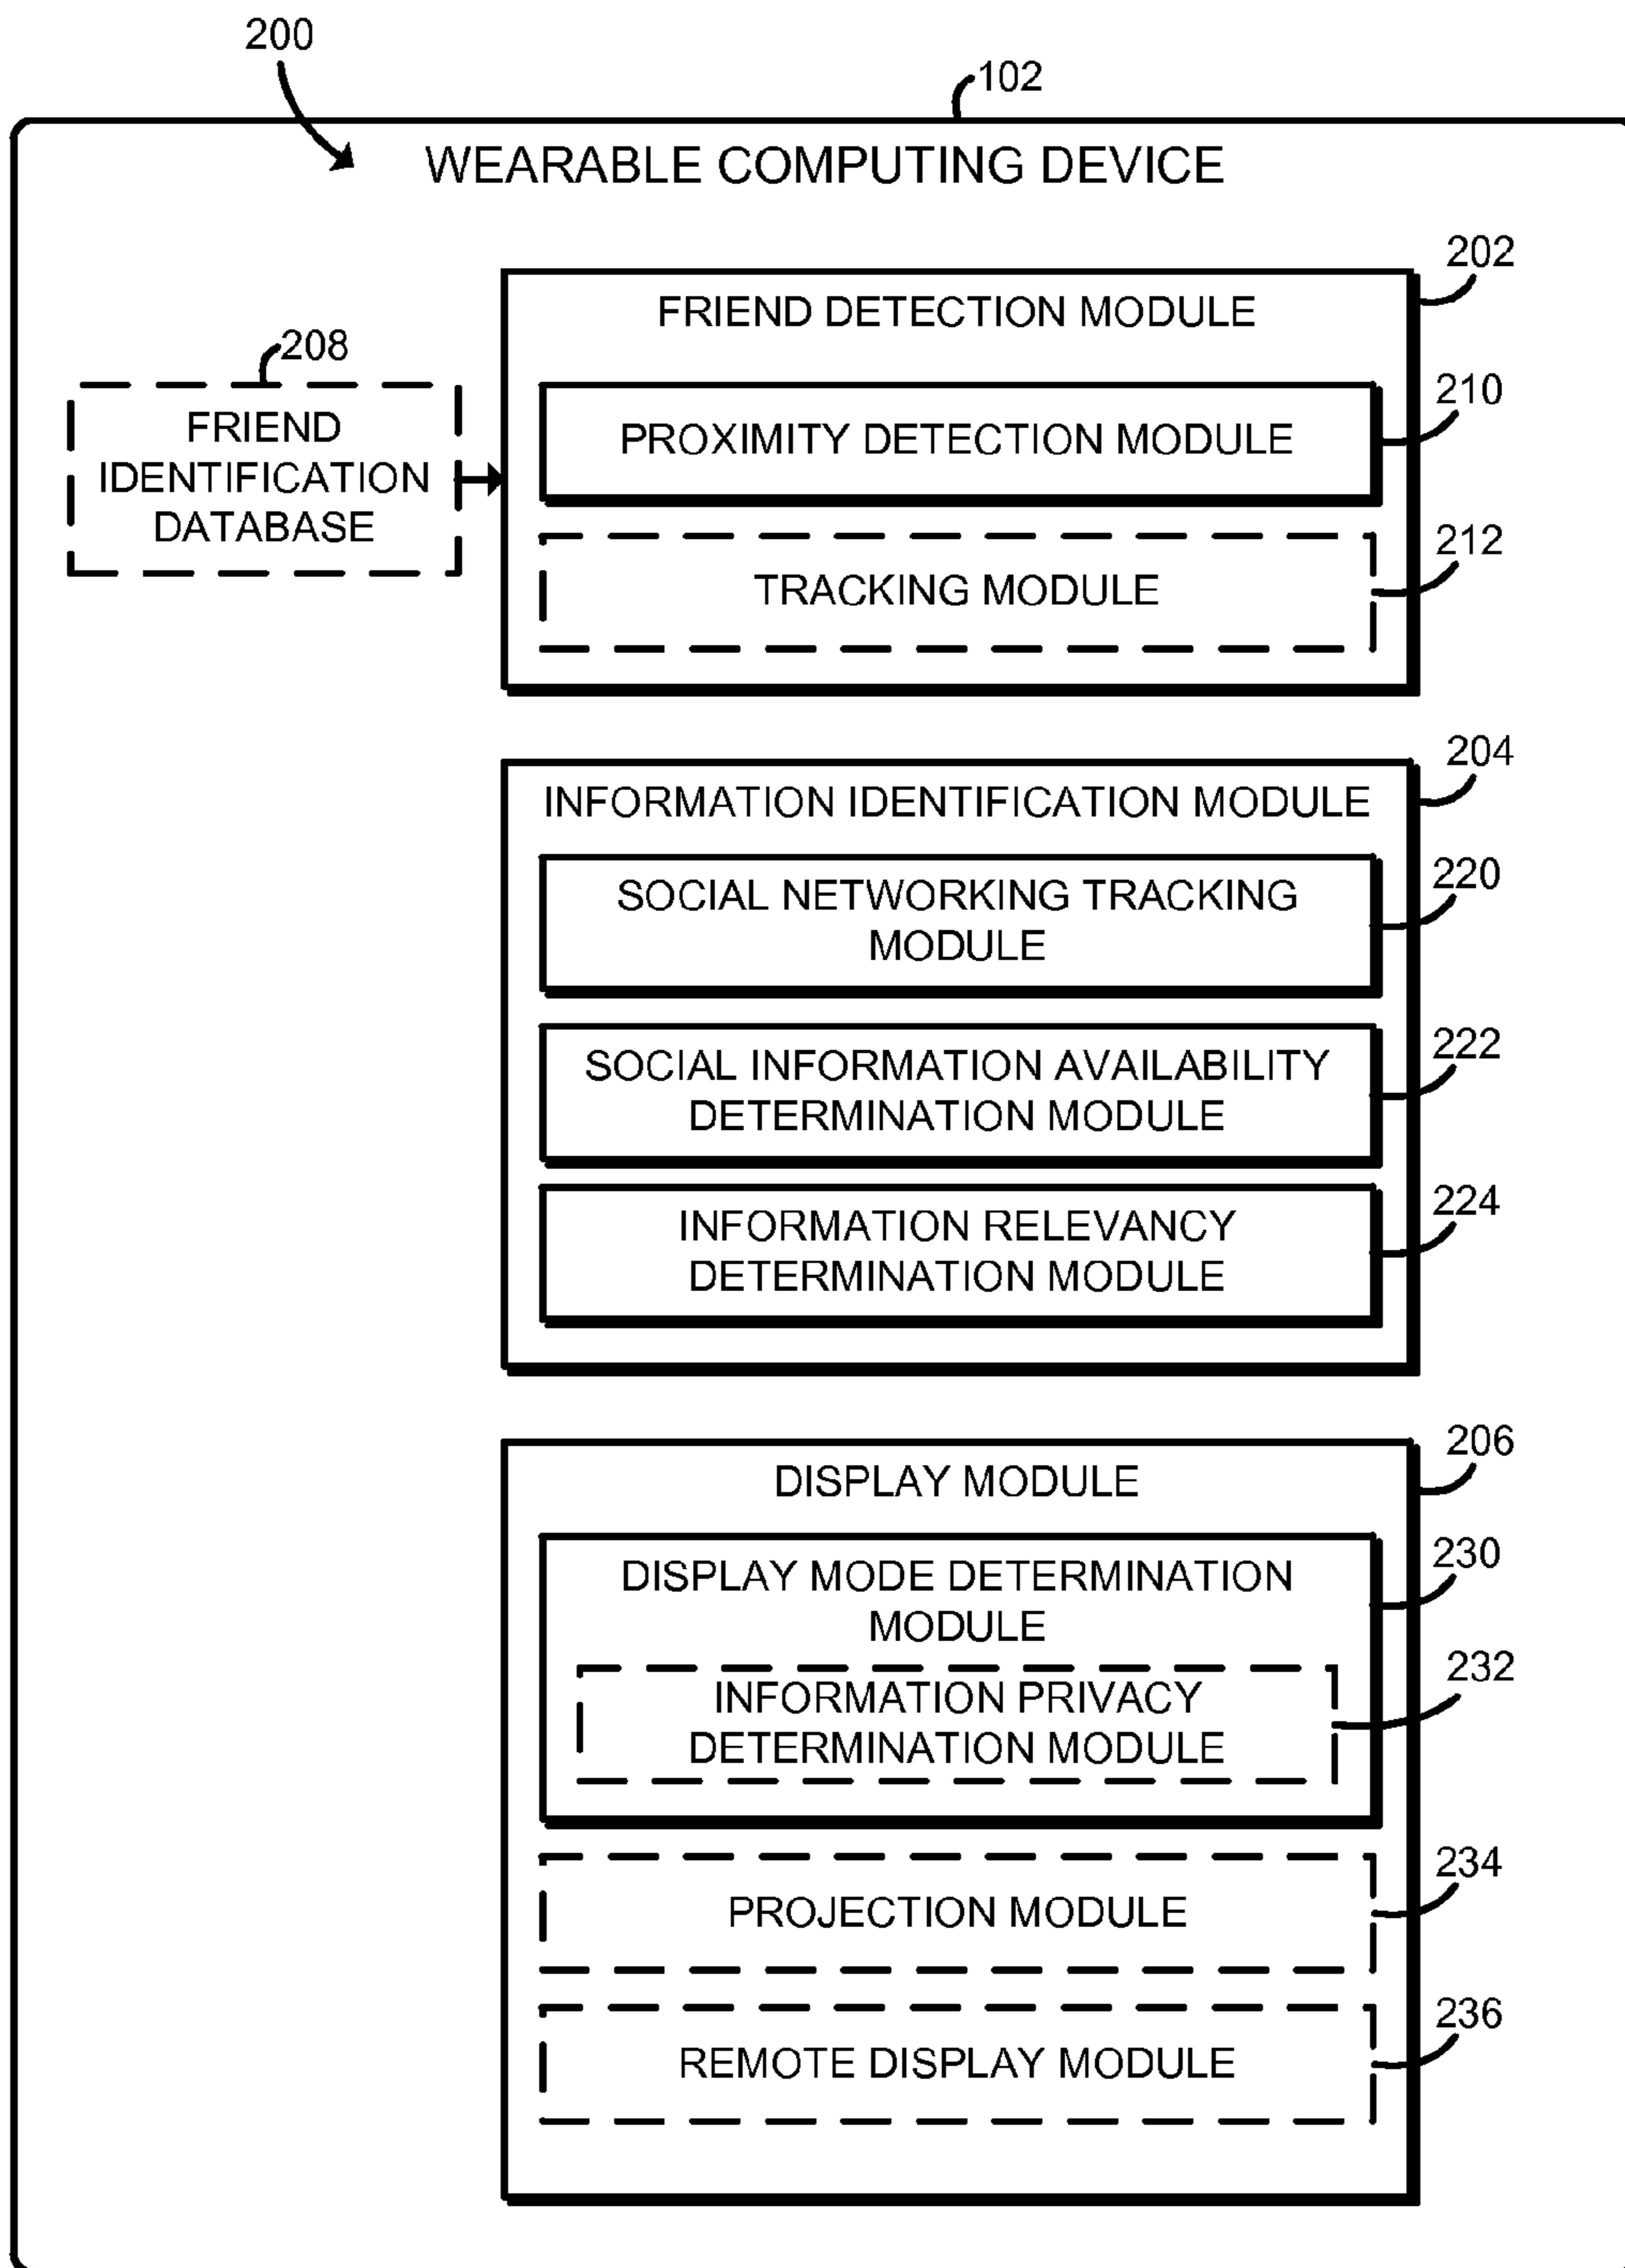 200
102
WEARABLE COMPUTING DEVICE
202
FRIEND DETECTION MODULE
208
FRIEND
IDENTIFICATION
DATABASE
210
PROXIMITY DETECTION MODULE
212
TRACKING MODULE
204
INFORMATION IDENTIFICATION MODULE
220
SOCIAL NETWORKING TRACKING
MODULE
222
SOCIAL INFORMATION AVAILABILITY
DETERMINATION MODULE
224
INFORMATION RELEVANCY
DETERMINATION MODULE
206
DISPLAY MODULE
230
DISPLAY MODE DETERMINATION
MODULE
232
INFORMATION PRIVACY
DETERMINATION MODULE
234
PROJECTION MODULE
236
REMOTE DISPLAY MODULE